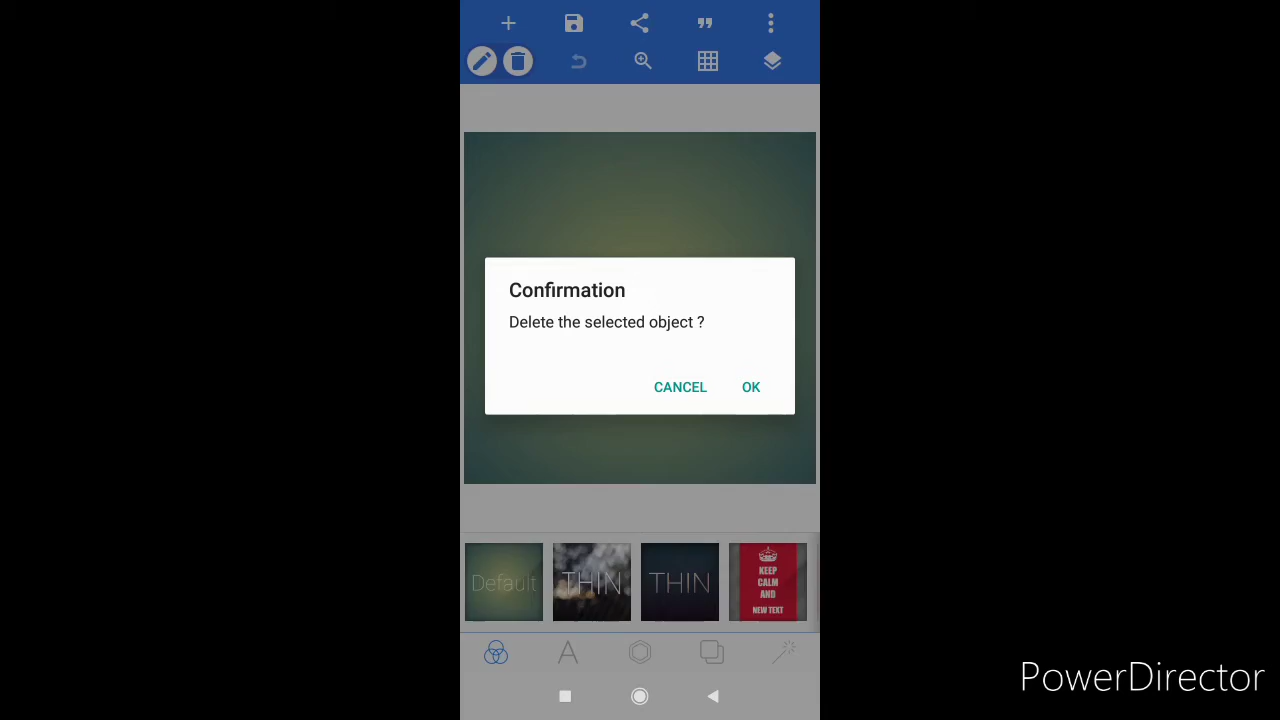 Confirmation
Delete the selected object ?
CANCEL OK
Default
THIN
THIN
KEEP
CALM
AND
NEW TEXT
A
PowerDirector